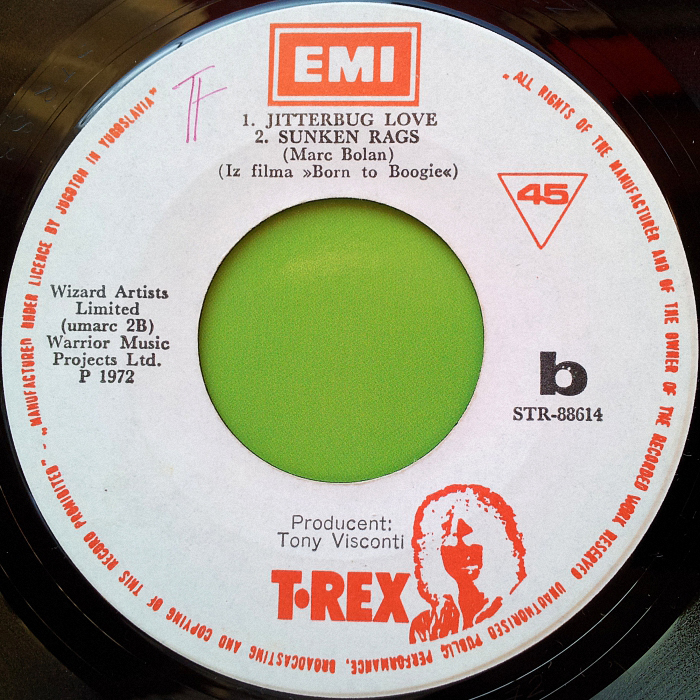 EMI
1. JITTERBUG LOVE
2. SUNKEN RAGS
(Marc Bolan)
(Iz filma »Born to Boogie«)
45
Wizard Artists
Limited
(umarc 2B)
Warrior Music
Projects Ltd.
P 1972
b
STR-88614
Producent:
Tony Visconti
T•REX
„ALL RIGHTS OF THE MANUFACTURER AND OF THE OWNER OF THE RECORDED WORK RESERVED UNAUTHORISED PUBLIC PERFORMANCE, BROADCASTING AND COPYING OF THIS RECORD PROHIBITED" - „MANUFACTURED UNDER LICENCE BY JUGOTON IN YUGOSLAVIA"